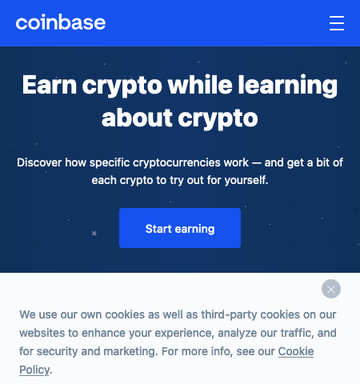 coinbase
Earn crypto while learning
about crypto
Discover how specific cryptocurrencies work — and get a bit of
each crypto to try out for yourself.
Start earning
We use our own cookies as well as third-party cookies on our
websites to enhance your experience, analyze our traffic, and
for security and marketing. For more info, see our Cookie
Policy.